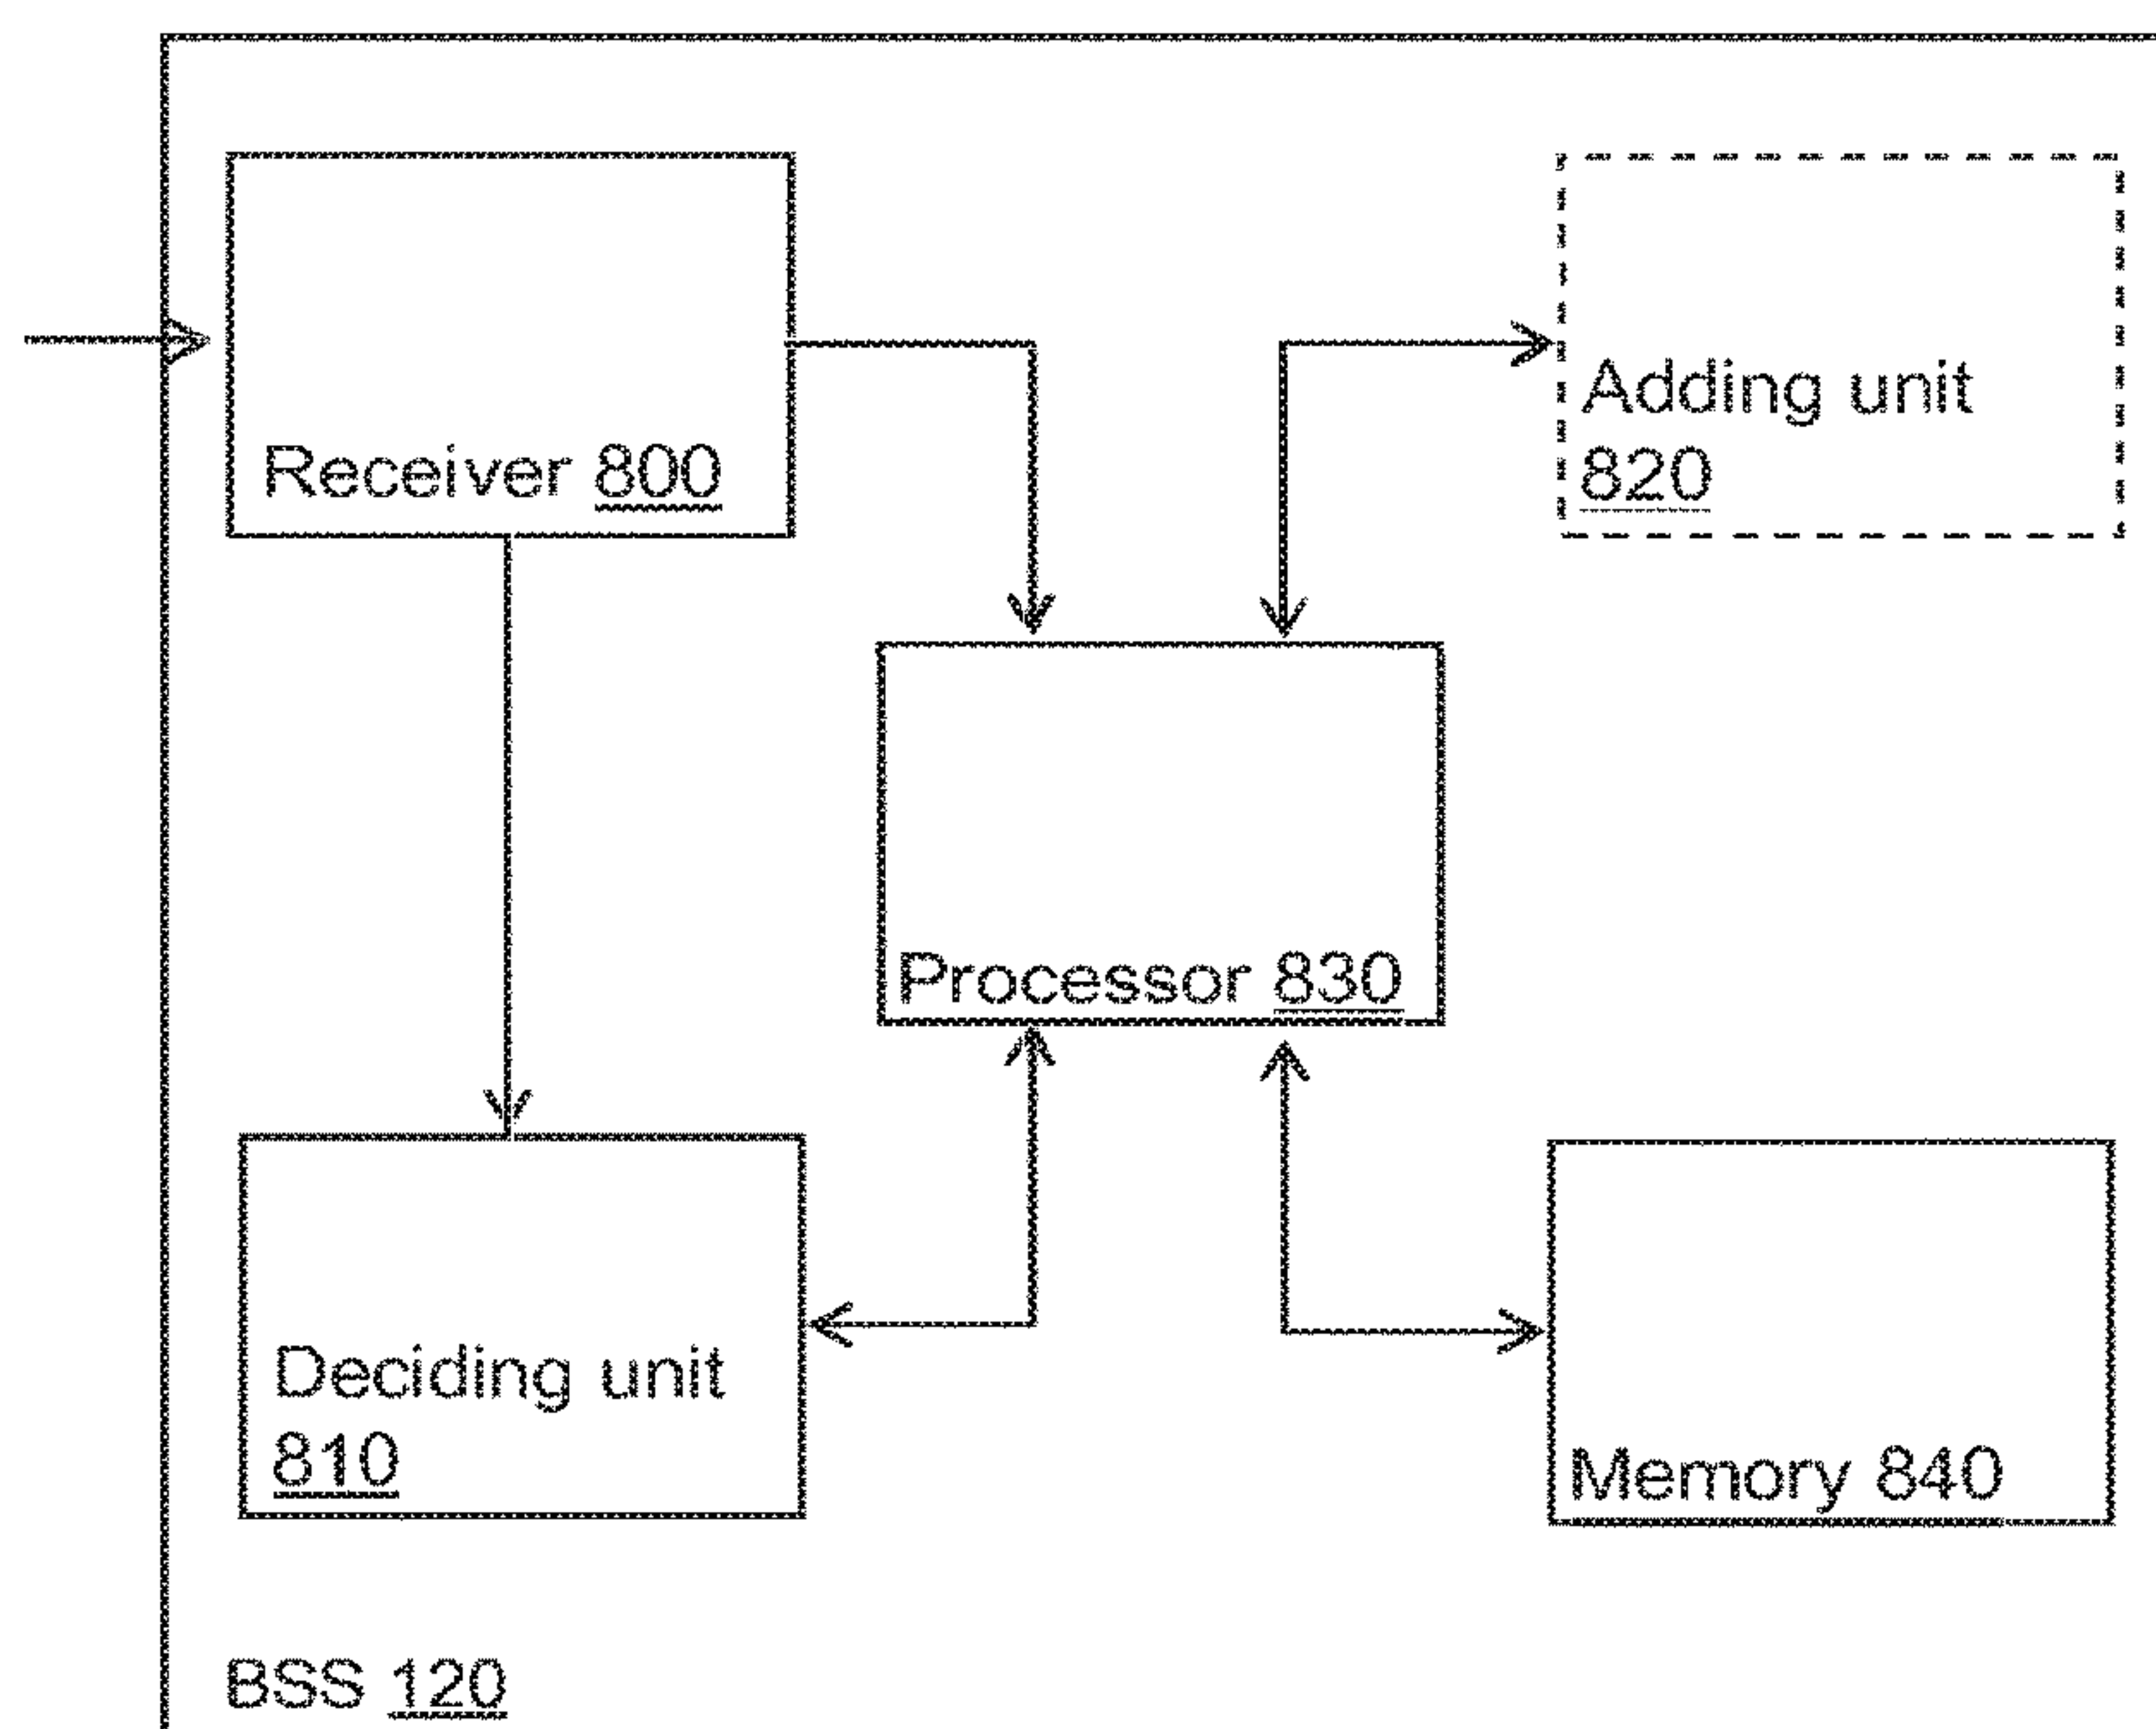 Receiver 800
Adding unit
820
Processor 830
Deciding unit
810
Memory 840
BSS 120